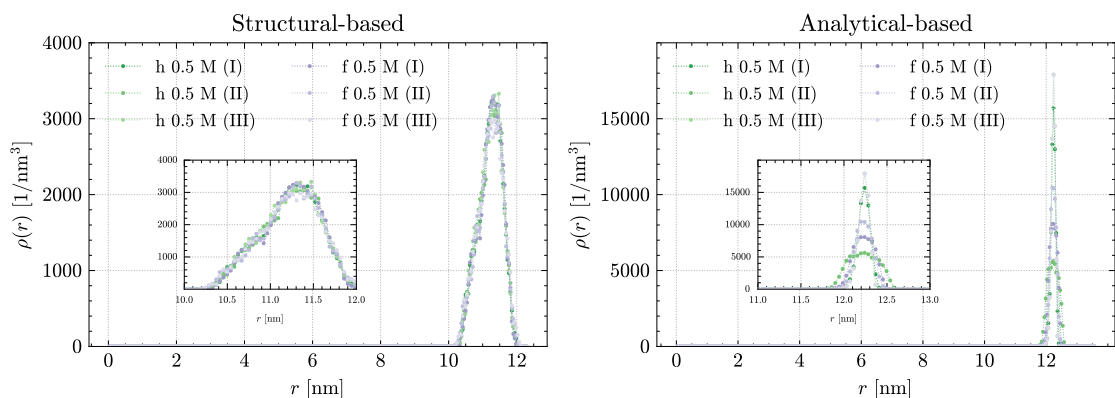 Structural-based
4000
3000
2000
1000
0
ρ(r) [1/nm³]
h 0.5 M (I)
h 0.5 M (II)
h 0.5 M (III)
f 0.5 M (I)
f 0.5 M (II)
f 0.5 M (III)
4000
3000
2000
1000
10.0 10.5 11.0 11.5 12.0
r [nm]
0 2 4 6 8 10 12
r [nm]
Analytical-based
15000
10000
5000
0
ρ(r) [1/nm³]
h 0.5 M (I)
h 0.5 M (II)
h 0.5 M (III)
f 0.5 M (I)
f 0.5 M (II)
f 0.5 M (III)
15000
10000
5000
0
11.0 11.5 12.0 12.5 13.0
r [nm]
0 2 4 6 8 10 12 14
r [nm]